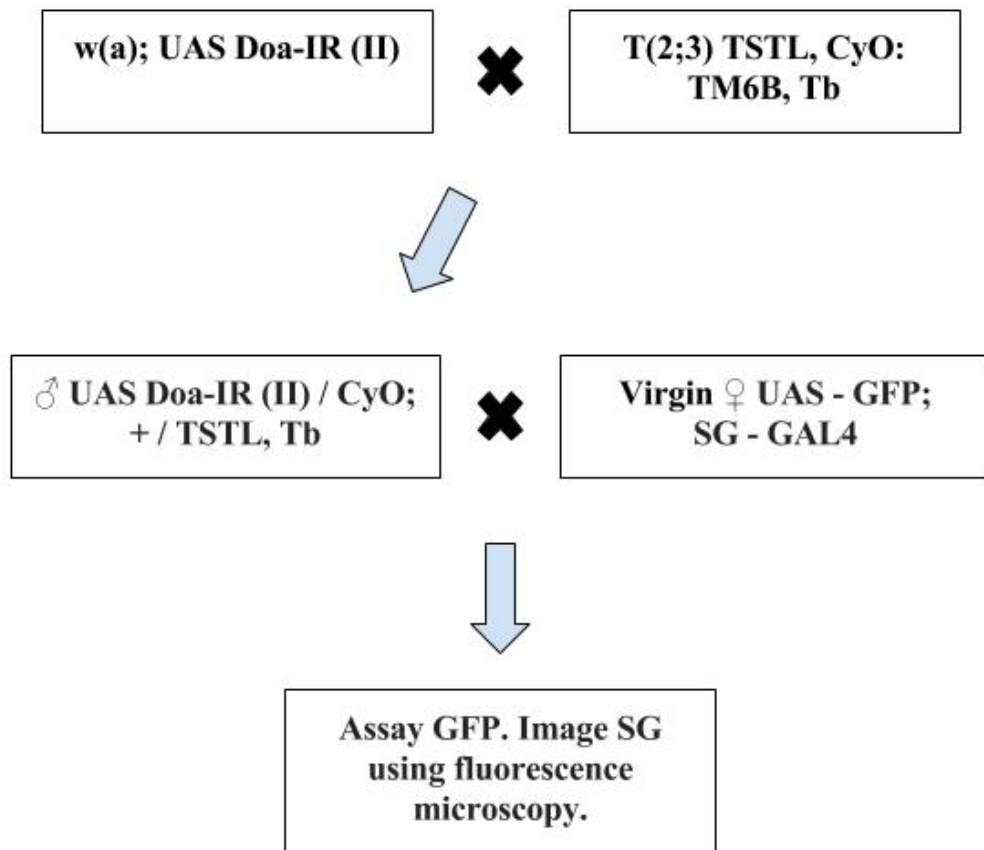 w(a); UAS Doa-IR (II)
T(2;3) TSTL, CyO:
TM6B, Tb
♂ UAS Doa-IR (II) / CyO;
+ / TSTL, Tb
Virgin ♀ UAS - GFP;
SG - GAL4
Assay GFP. Image SG
using fluorescence
microscopy.